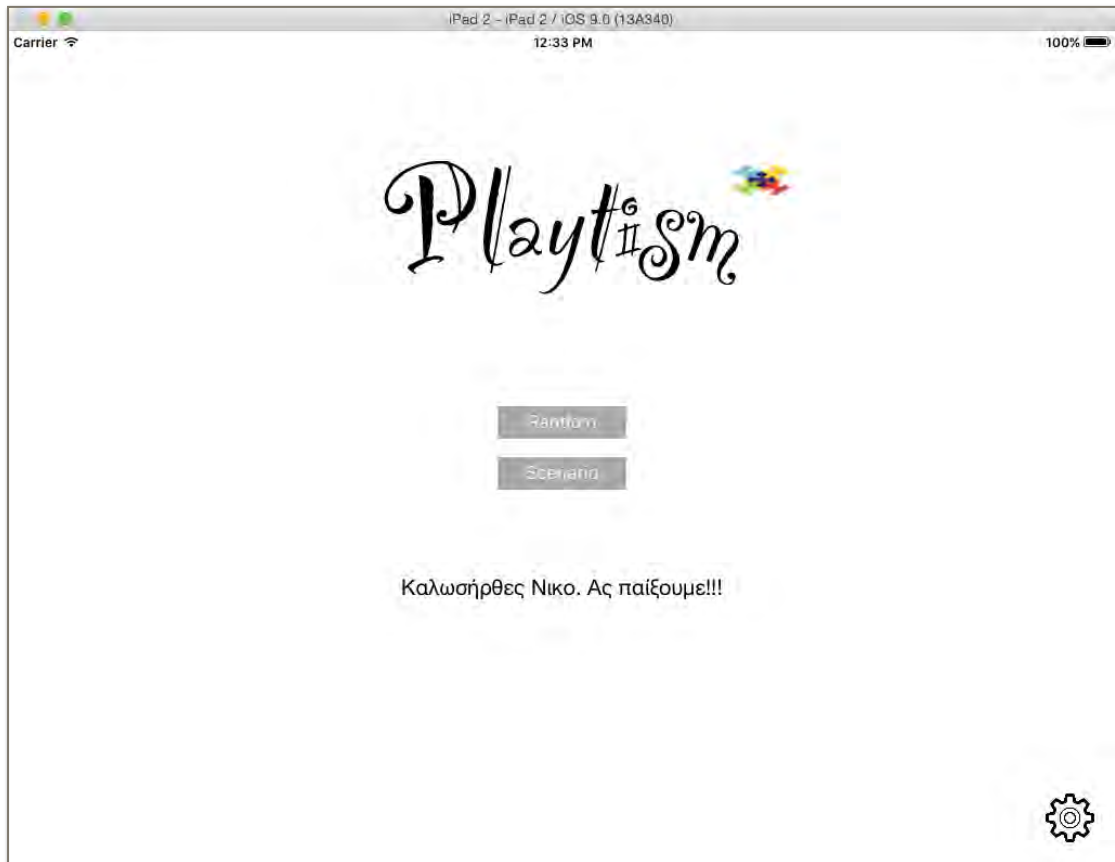 iPad 2 - iPad 2 / iOS 9.0 (13A340)
Carrier 12:33 PM 100%
Playtism
Random
Scenario
Καλωσήρθες Νικο. Ας παίξουμε!!!